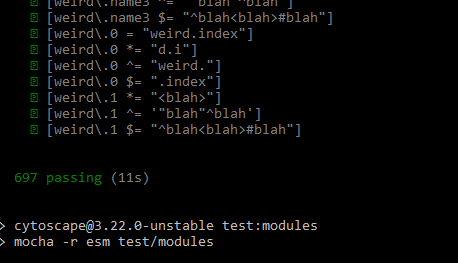 [weird\.name3 ^= '"blah"^blah']
[weird\.name3 $= "^blah<blah>#blah"]
[weird\.0 = "weird.index"]
[weird\.0 *= "d.i"]
[weird\.0 ^= "weird."]
[weird\.0 $= ".index"]
[weird\.1 *= "<blah>"]
[weird\.1 ^= '"blah"^blah']
[weird\.1 $= "^blah<blah>#blah"]
697 passing (11s)
> cytoscape@3.22.0-unstable test:modules
> mocha -r esm test/modules